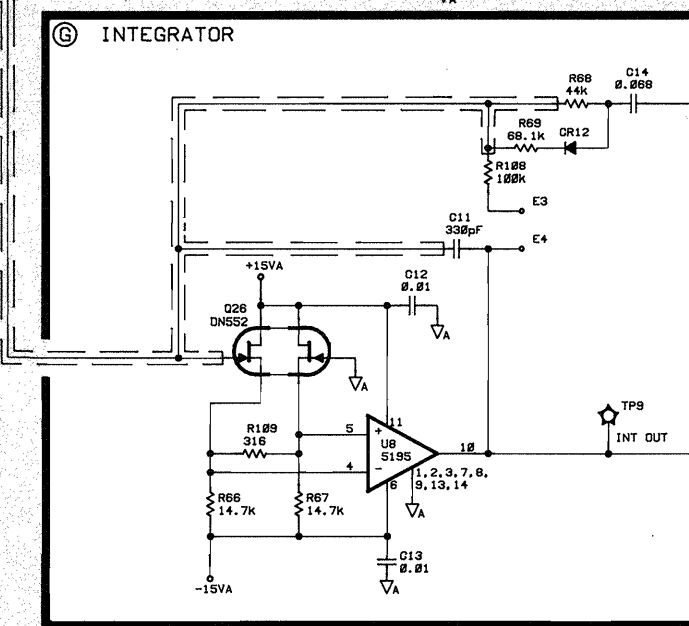 A
G INTEGRATOR
R68
44k
C14
0.068
R69
68.1k
CR12
R108
100k
E3
C11
330pF
E4
+15VA
C12
0.01
A
Q26
DN552
A
R109
316
5
+
11
U8
5195
10
4
-
6
1,2,3,7,8,
9,13,14
A
TP9
INT OUT
R66
14.7k
R67
14.7k
C13
0.01
A
-15VA